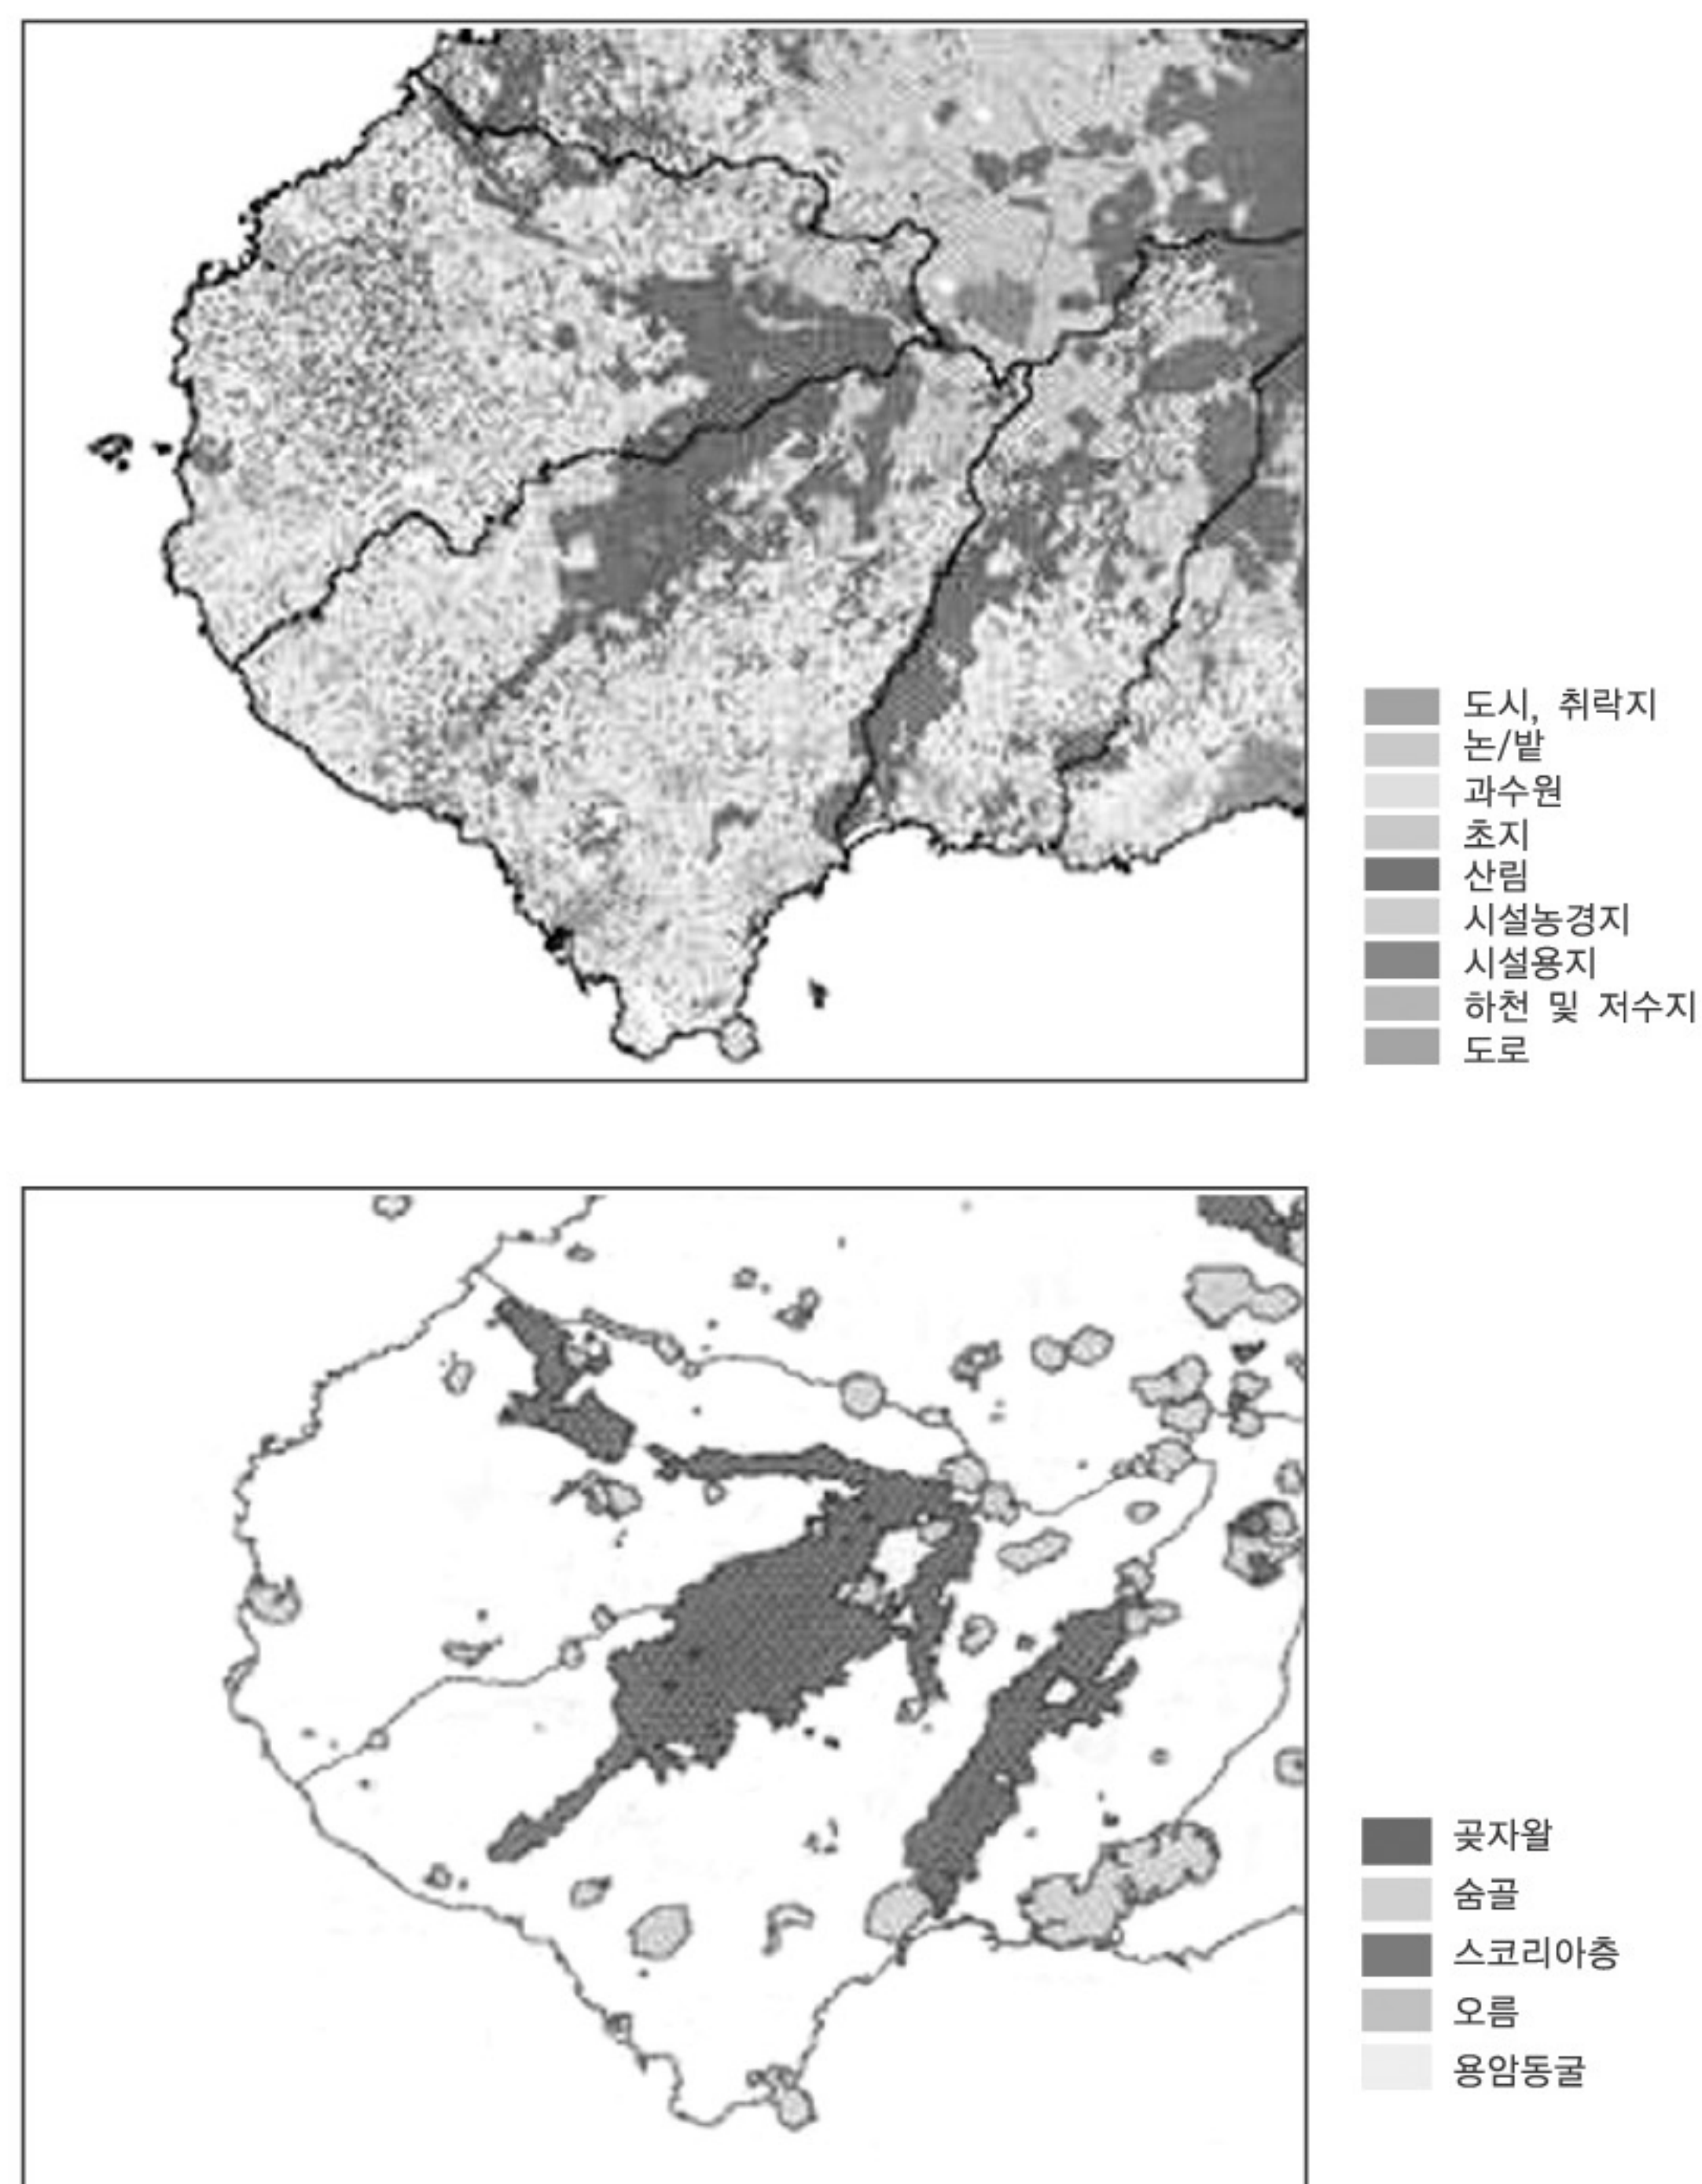 도시, 취락지
논/밭
과수원
초지
산림
시설농경지
시설용지
하천 및 저수지
도로
곶자왈
숨골
스코리아층
오름
용암동굴